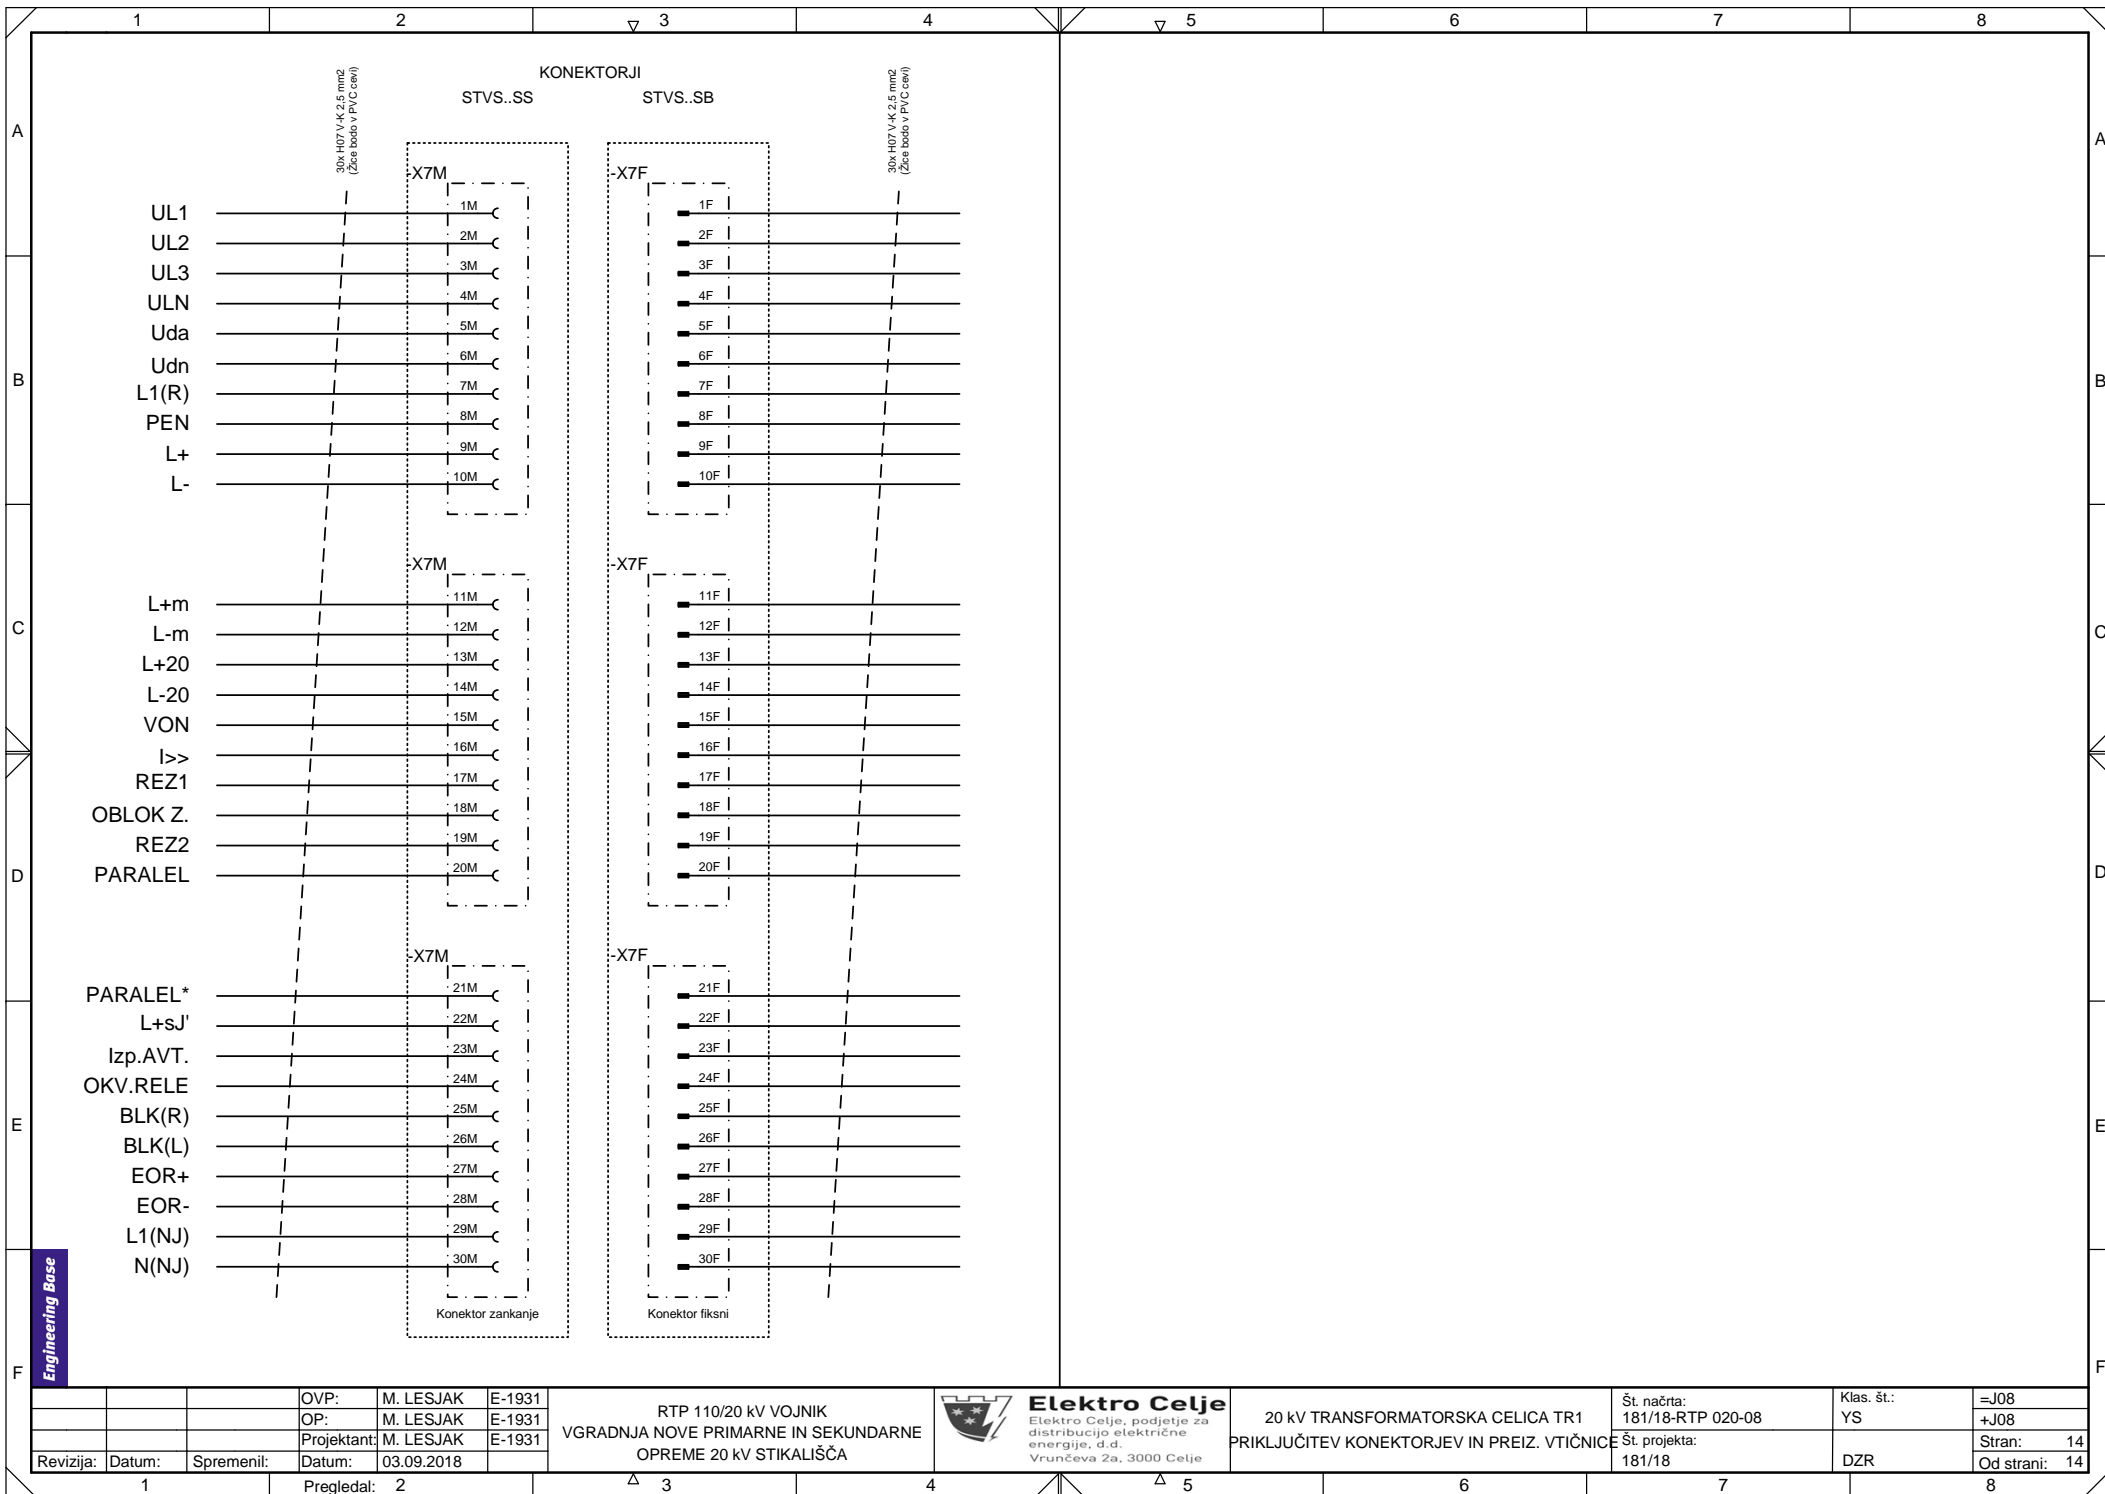 1 2 3 4 5 6 7 8
KONEKTORJI
STVS..SS STVS..SB
30x H07 V-K 2,5 mm2
(Žice bodo v PVC cevi)
30x H07 V-K 2,5 mm2
(Žice bodo v PVC cevi)
A A
-X7M -X7F
UL1 1M 1F
UL2 2M 2F
UL3 3M 3F
ULN 4M 4F
Uda 5M 5F
Udn 6M 6F
B B
L1(R) 7M 7F
PEN 8M 8F
L+ 9M 9F
L- 10M 10F
-X7M -X7F
L+m 11M 11F
C C
L-m 12M 12F
L+20 13M 13F
L-20 14M 14F
VON 15M 15F
I>> 16M 16F
REZ1 17M 17F
OBLOK Z. 18M 18F
REZ2 19M 19F
D D
PARALEL 20M 20F
-X7M -X7F
PARALEL* 21M 21F
L+sJ' 22M 22F
Izp.AVT. 23M 23F
OKV.RELE 24M 24F
BLK(R) 25M 25F
E E
BLK(L) 26M 26F
EOR+ 27M 27F
EOR- 28M 28F
L1(NJ) 29M 29F
N(NJ) 30M 30F
Konektor zankanje Konektor fiksni
Engineering Base
F F
OVP: M. LESJAK E-1931
OP: M. LESJAK E-1931
Projektant: M. LESJAK E-1931
Revizija: Datum: Spremenil: Datum: 03.09.2018
Pregledal:
RTP 110/20 kV VOJNIK
VGRADNJA NOVE PRIMARNE IN SEKUNDARNE
OPREME 20 kV STIKALIŠČA
Elektro Celje
Elektro Celje, podjetje za
distribucijo električne
energije, d.d.
Vrunčeva 2a, 3000 Celje
20 kV TRANSFORMATORSKA CELICA TR1
PRIKLJUČITEV KONEKTORJEV IN PREIZ. VTIČNICE
Št. načrta:
181/18-RTP 020-08
Št. projekta:
181/18
Klas. št.:
YS
DZR
=J08
+J08
Stran: 14
Od strani: 14
1 2 3 4 5 6 7 8